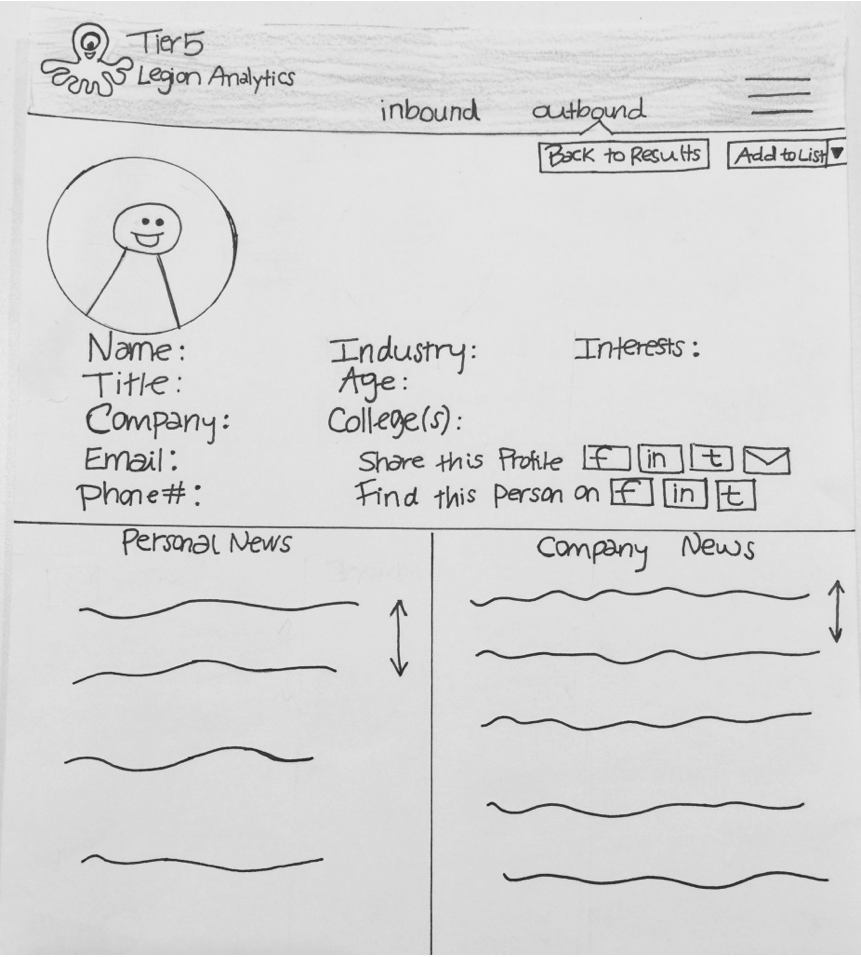 Tier5
Legion Analytics
inbound outbound
Back to Results Add to List
Name: Industry: Interests:
Title: Age:
Company: College(s):
Email: Share this Profile f in t
Phone#: Find this person on f in t
Personal News Company News